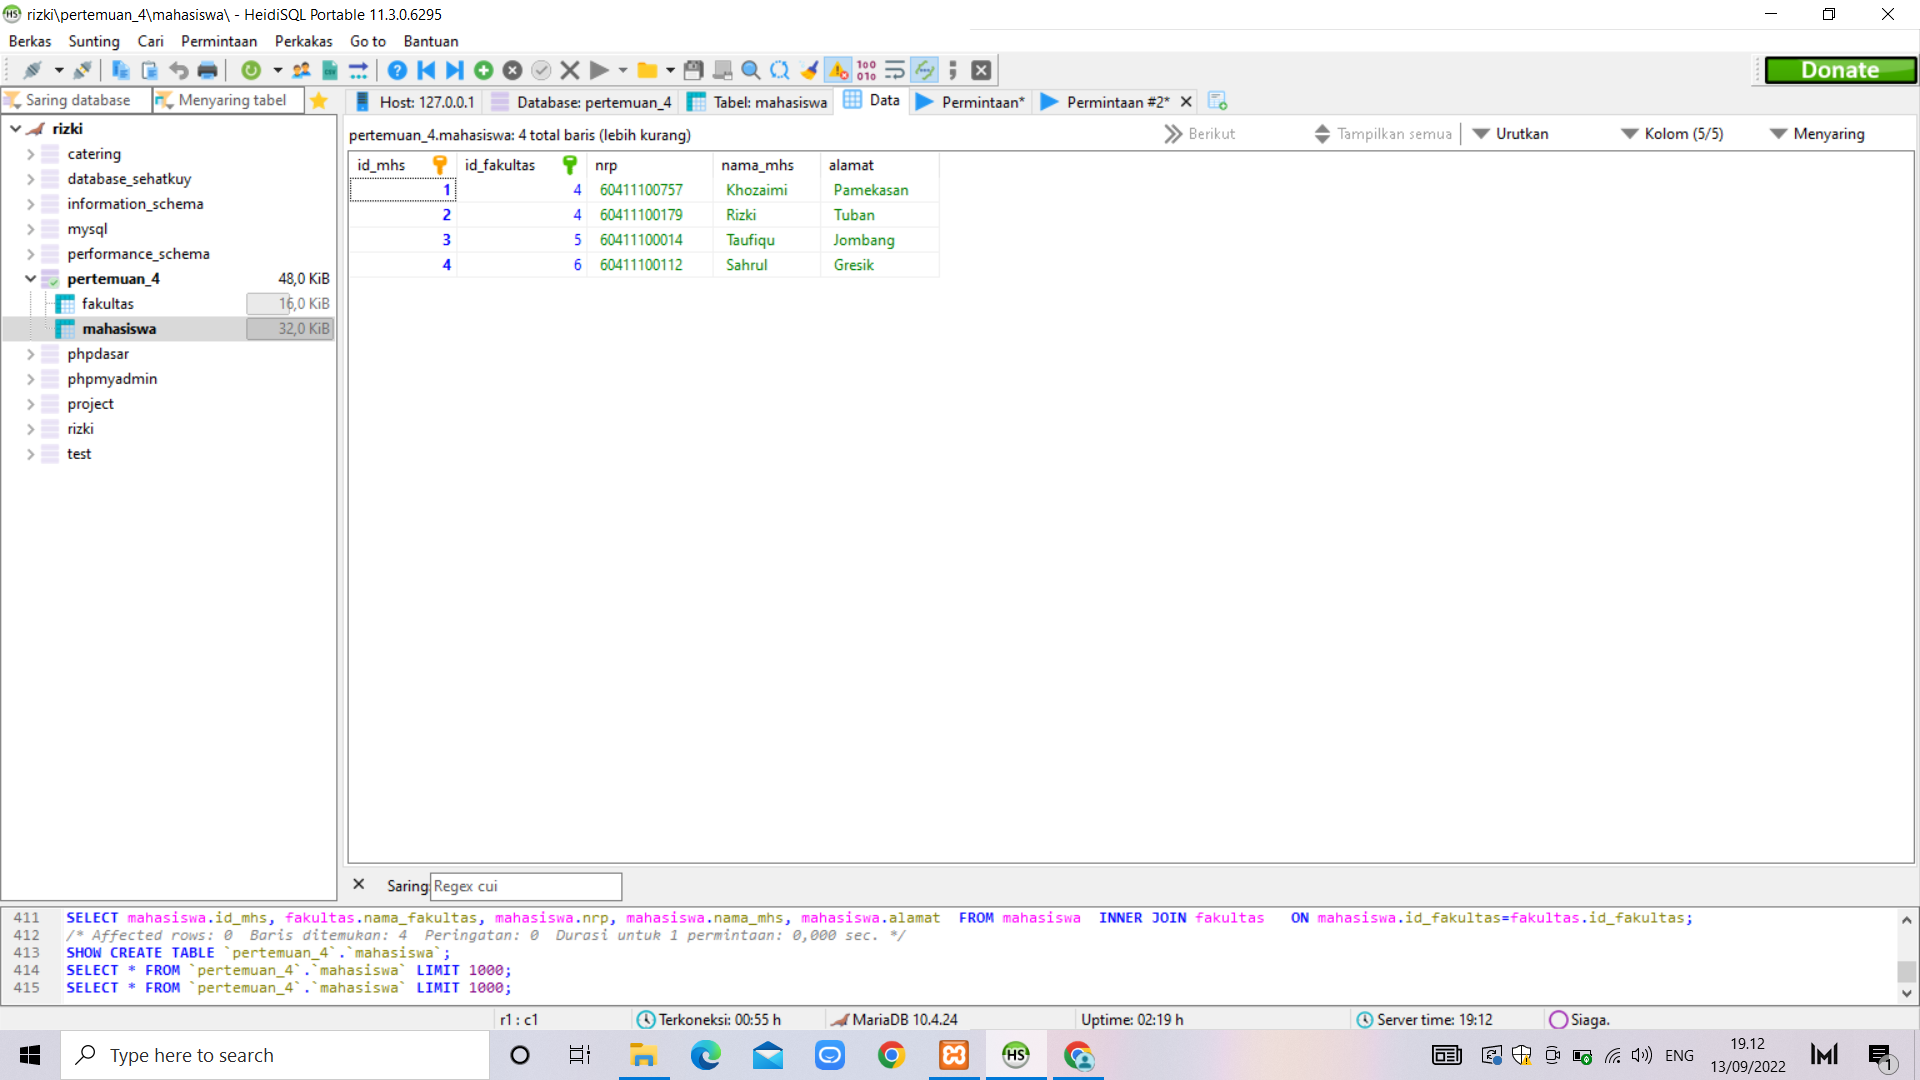 rizki\pertemuan_4\mahasiswa\ - HeidiSQL Portable 11.3.0.6295
Berkas Sunting Cari Permintaan Perkakas Go to Bantuan
Donate
Saring database Menyaring tabel
Host: 127.0.0.1 Database: pertemuan_4 Tabel: mahasiswa Data Permintaan* Permintaan #2*
pertemuan_4.mahasiswa: 4 total baris (lebih kurang) Berikut Tampilkan semua Urutkan Kolom (5/5) Menyaring
rizki
catering
database_sehatkuy
information_schema
mysql
performance_schema
pertemuan_4 48,0 KiB
fakultas 16,0 KiB
mahasiswa 32,0 KiB
phpdasar
phpmyadmin
project
rizki
test
id_mhs id_fakultas nrp nama_mhs alamat
1 4 60411100757 Khozaimi Pamekasan
2 4 60411100179 Rizki Tuban
3 5 60411100014 Taufiqu Jombang
4 6 60411100112 Sahrul Gresik
Saring: Regex cui
411 SELECT mahasiswa.id_mhs, fakultas.nama_fakultas, mahasiswa.nrp, mahasiswa.nama_mhs, mahasiswa.alamat FROM mahasiswa INNER JOIN fakultas ON mahasiswa.id_fakultas=fakultas.id_fakultas;
412 /* Affected rows: 0 Baris ditemukan: 4 Peringatan: 0 Durasi untuk 1 permintaan: 0,000 sec. */
413 SHOW CREATE TABLE `pertemuan_4`.`mahasiswa`;
414 SELECT * FROM `pertemuan_4`.`mahasiswa` LIMIT 1000;
415 SELECT * FROM `pertemuan_4`.`mahasiswa` LIMIT 1000;
r1 : c1 Terkoneksi: 00:55 h MariaDB 10.4.24 Uptime: 02:19 h Server time: 19:12 Siaga.
Type here to search
HS
ENG
19.12
13/09/2022
1